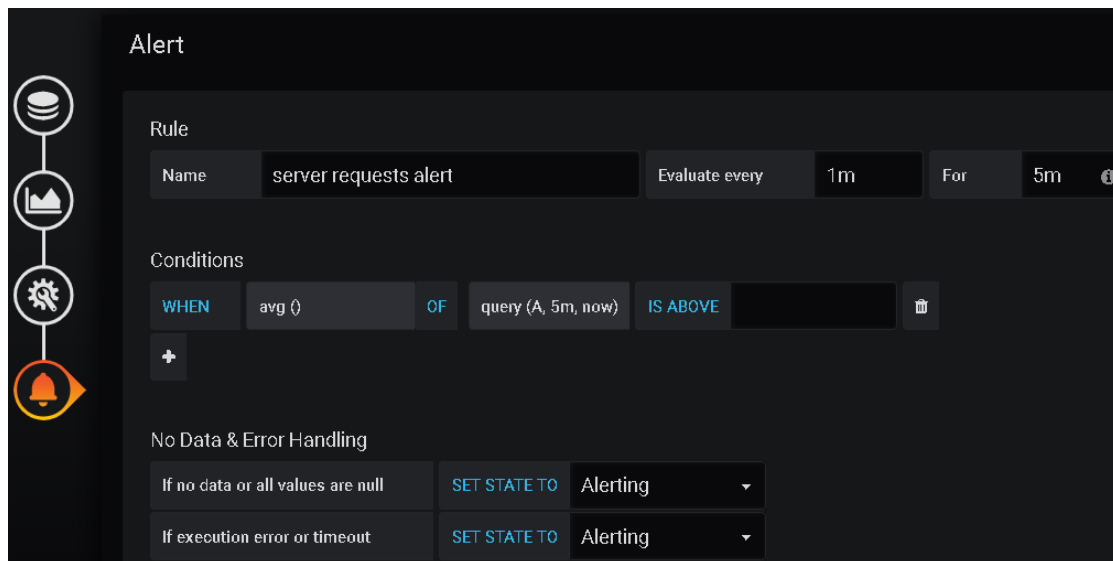 Alert
Rule
Name server requests alert Evaluate every 1m For 5m
Conditions
WHEN avg () OF query (A, 5m, now) IS ABOVE
No Data & Error Handling
If no data or all values are null SET STATE TO Alerting
If execution error or timeout SET STATE TO Alerting